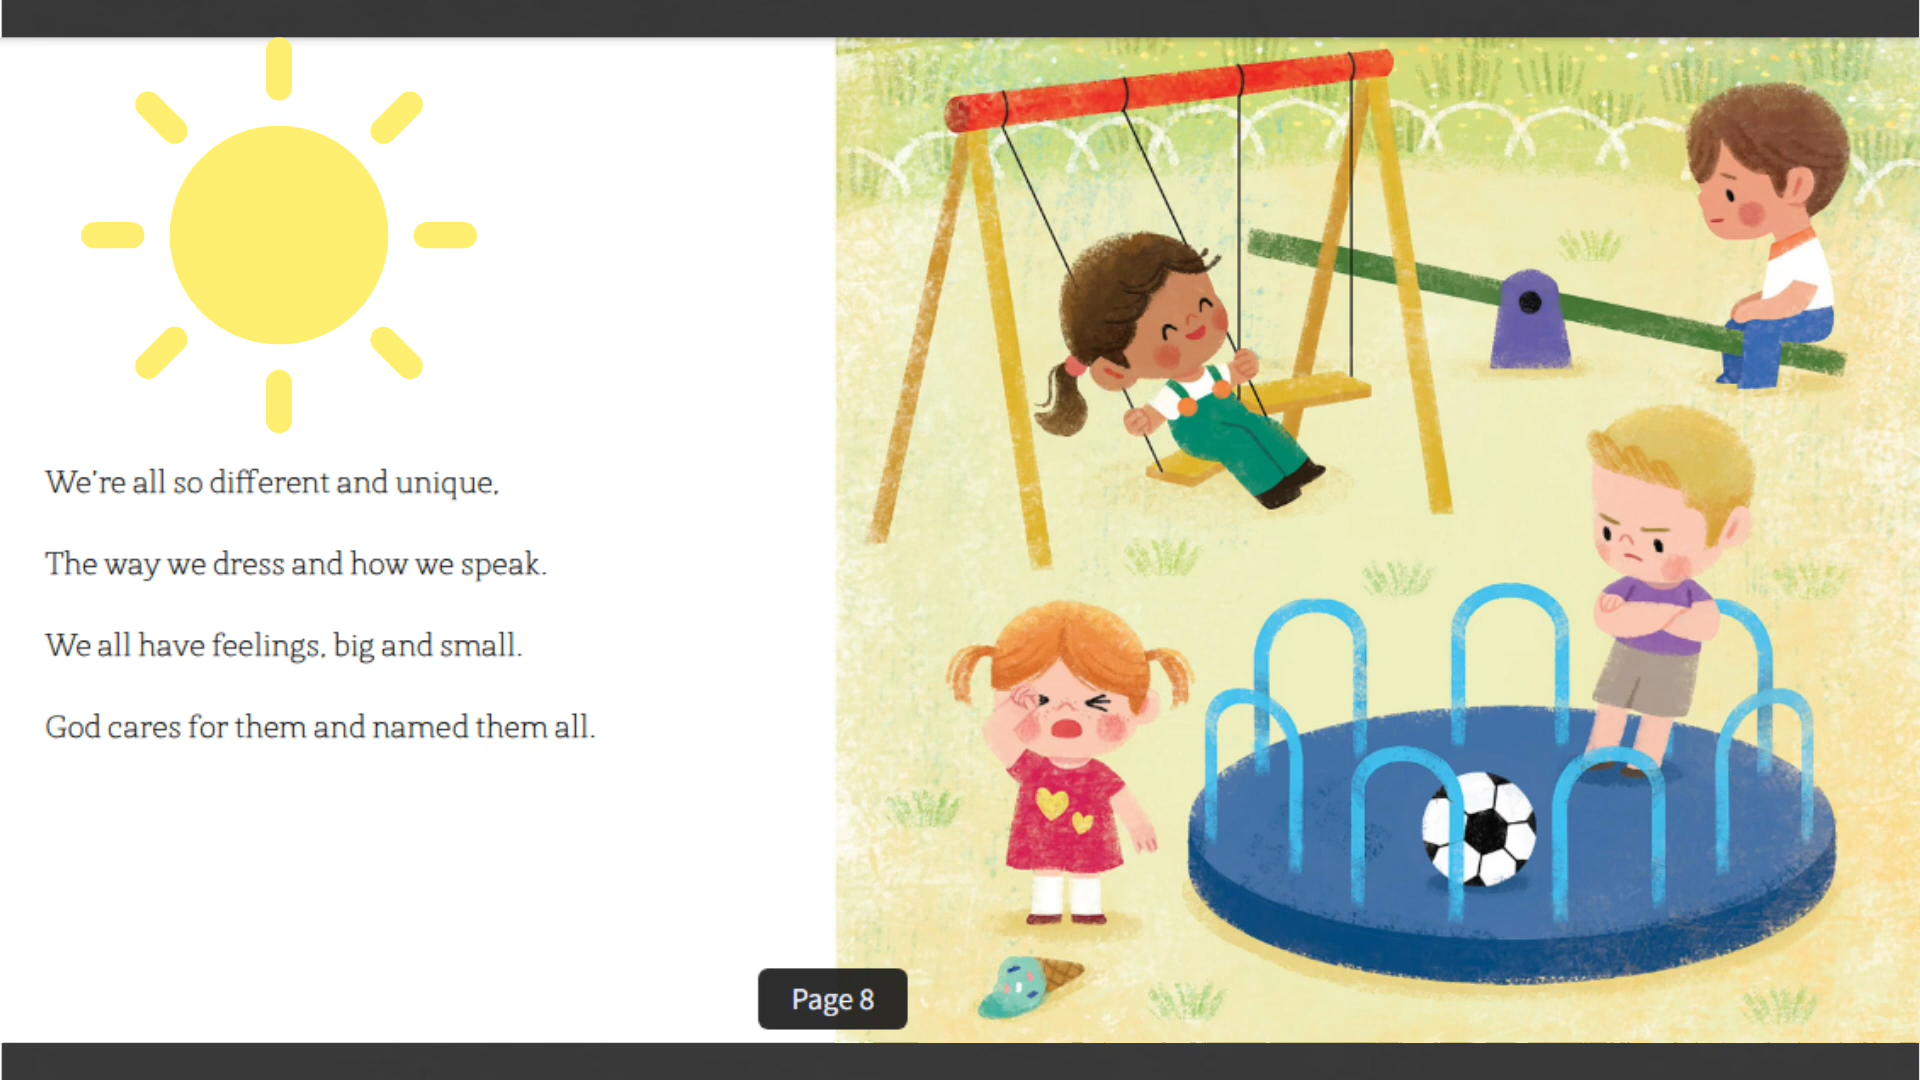 We're all so different and unique,
The way we dress and how we speak.
We all have feelings, big and small.
God cares for them and named them all.
Page 8